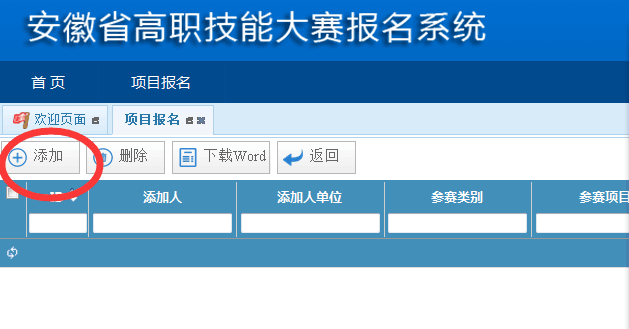 安徽省高职技能大赛报名系统
首页 项目报名
欢迎页面 项目报名
添加 删除 下载Word 返回
添加人 添加人单位 参赛类别 参赛项目